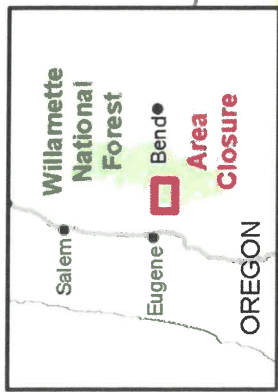 Willamette
National
Forest
Salem
Bend
Eugene
Area
Closure
OREGON